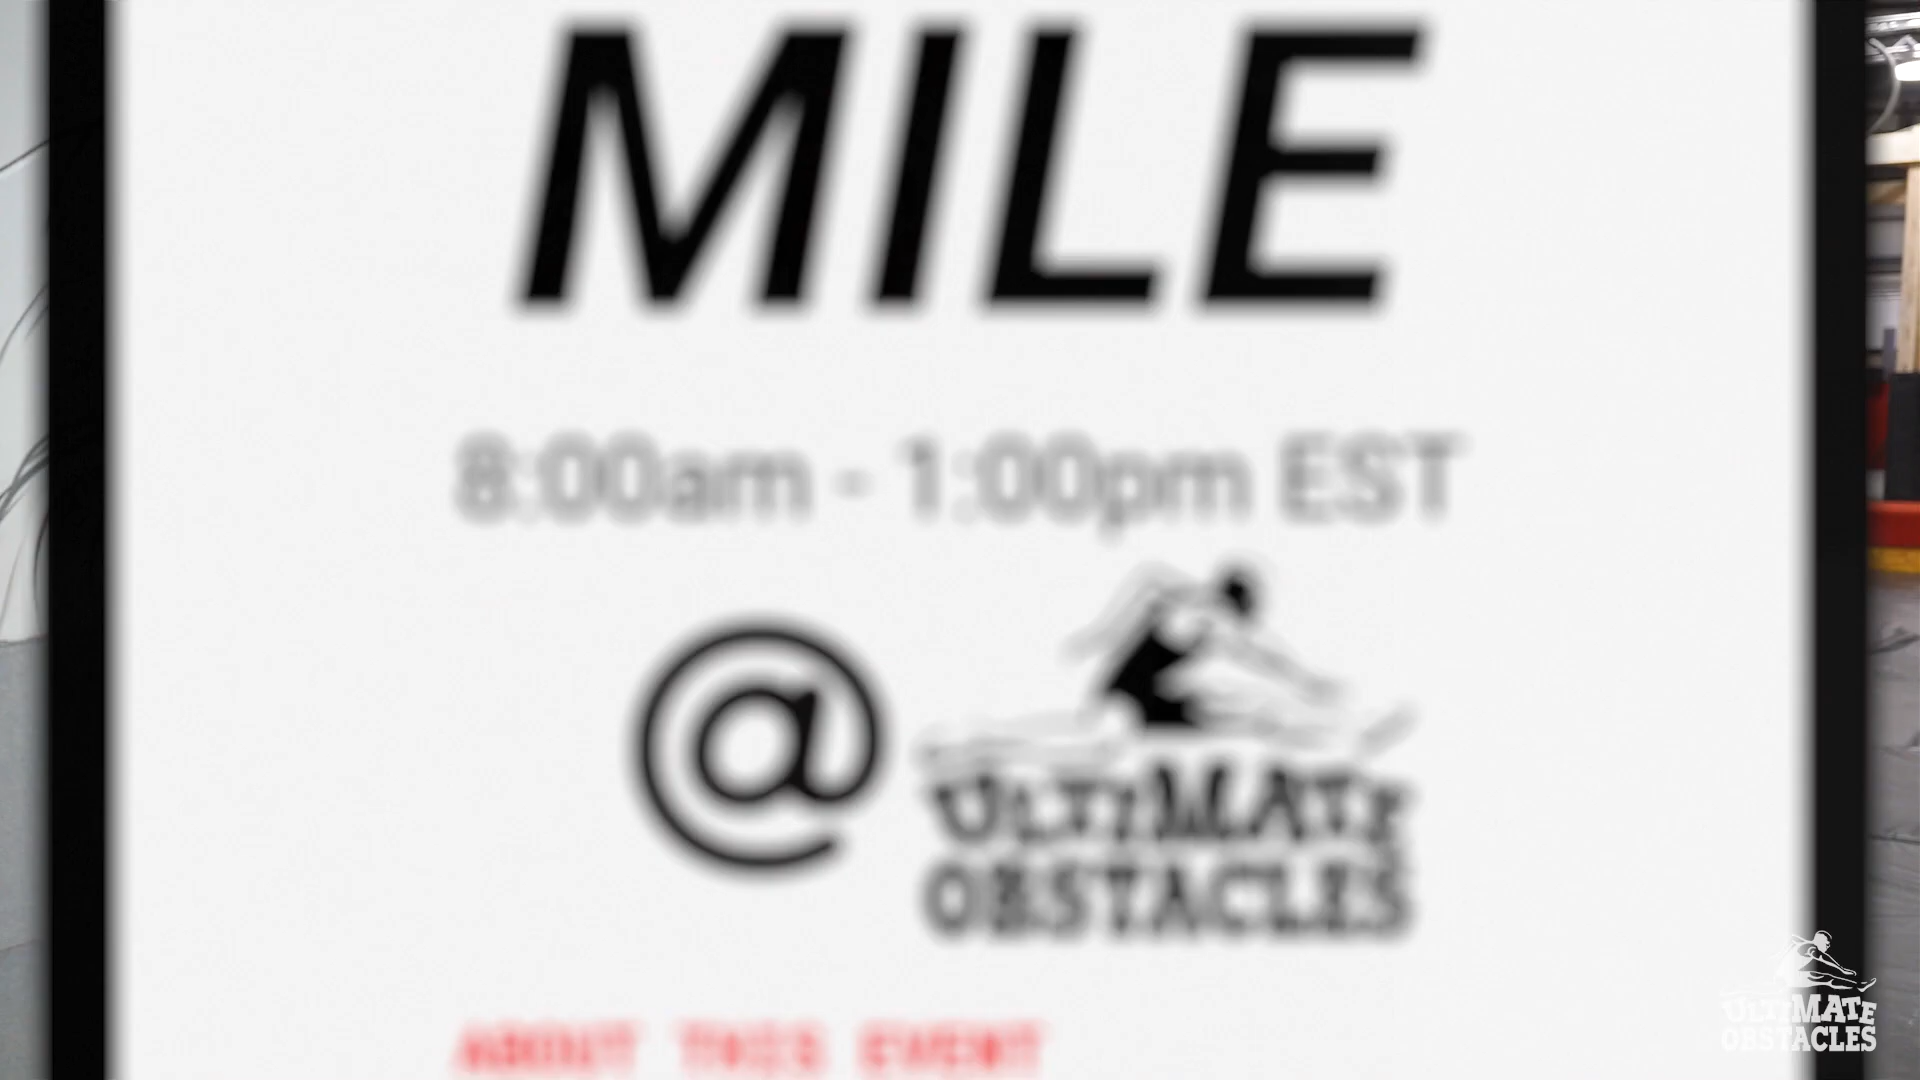 MILE
8:00am - 1:00pm EST
@ ULTIMATE
OBSTACLES
ABOUT THIS EVENT
ULTIMATE
OBSTACLES